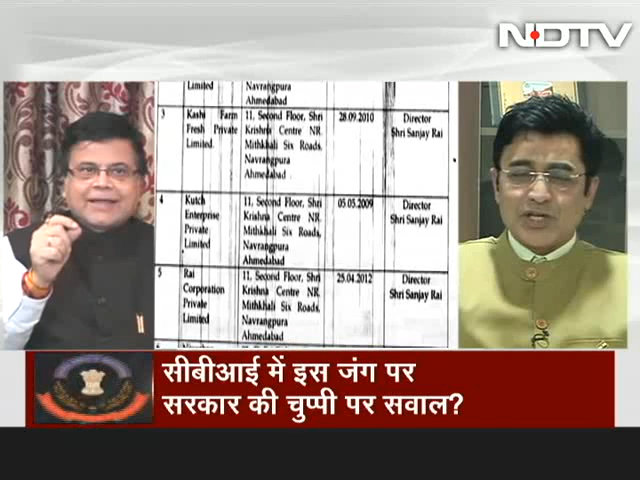 NDTV
Limited
Navrangpura
Ahmedabad
3 Kashi Farm Fresh Private Limited.
11, Second Floor, Shri Krishna Centre NR. Mithkhali Six Roads, Navrangpura Ahmedabad
28.09.2010
Director Shri Sanjay Rai
4 Kutch Enterprise Private Limited
11, Second Floor, Shri Krishna Centre NR. Mithkhali Six Roads, Navrangpura Ahmedabad
05.05.2009
Director Shri Sanjay Rai
5 Rai Corporation Private Limited
11, Second Floor, Shri Krishna Centre NR. Mithkhali Six Roads, Navrangpura Ahmedabad
25.04.2012
Director Shri Sanjay Rai
सीबीआई में इस जंग पर
सरकार की चुप्पी पर सवाल?